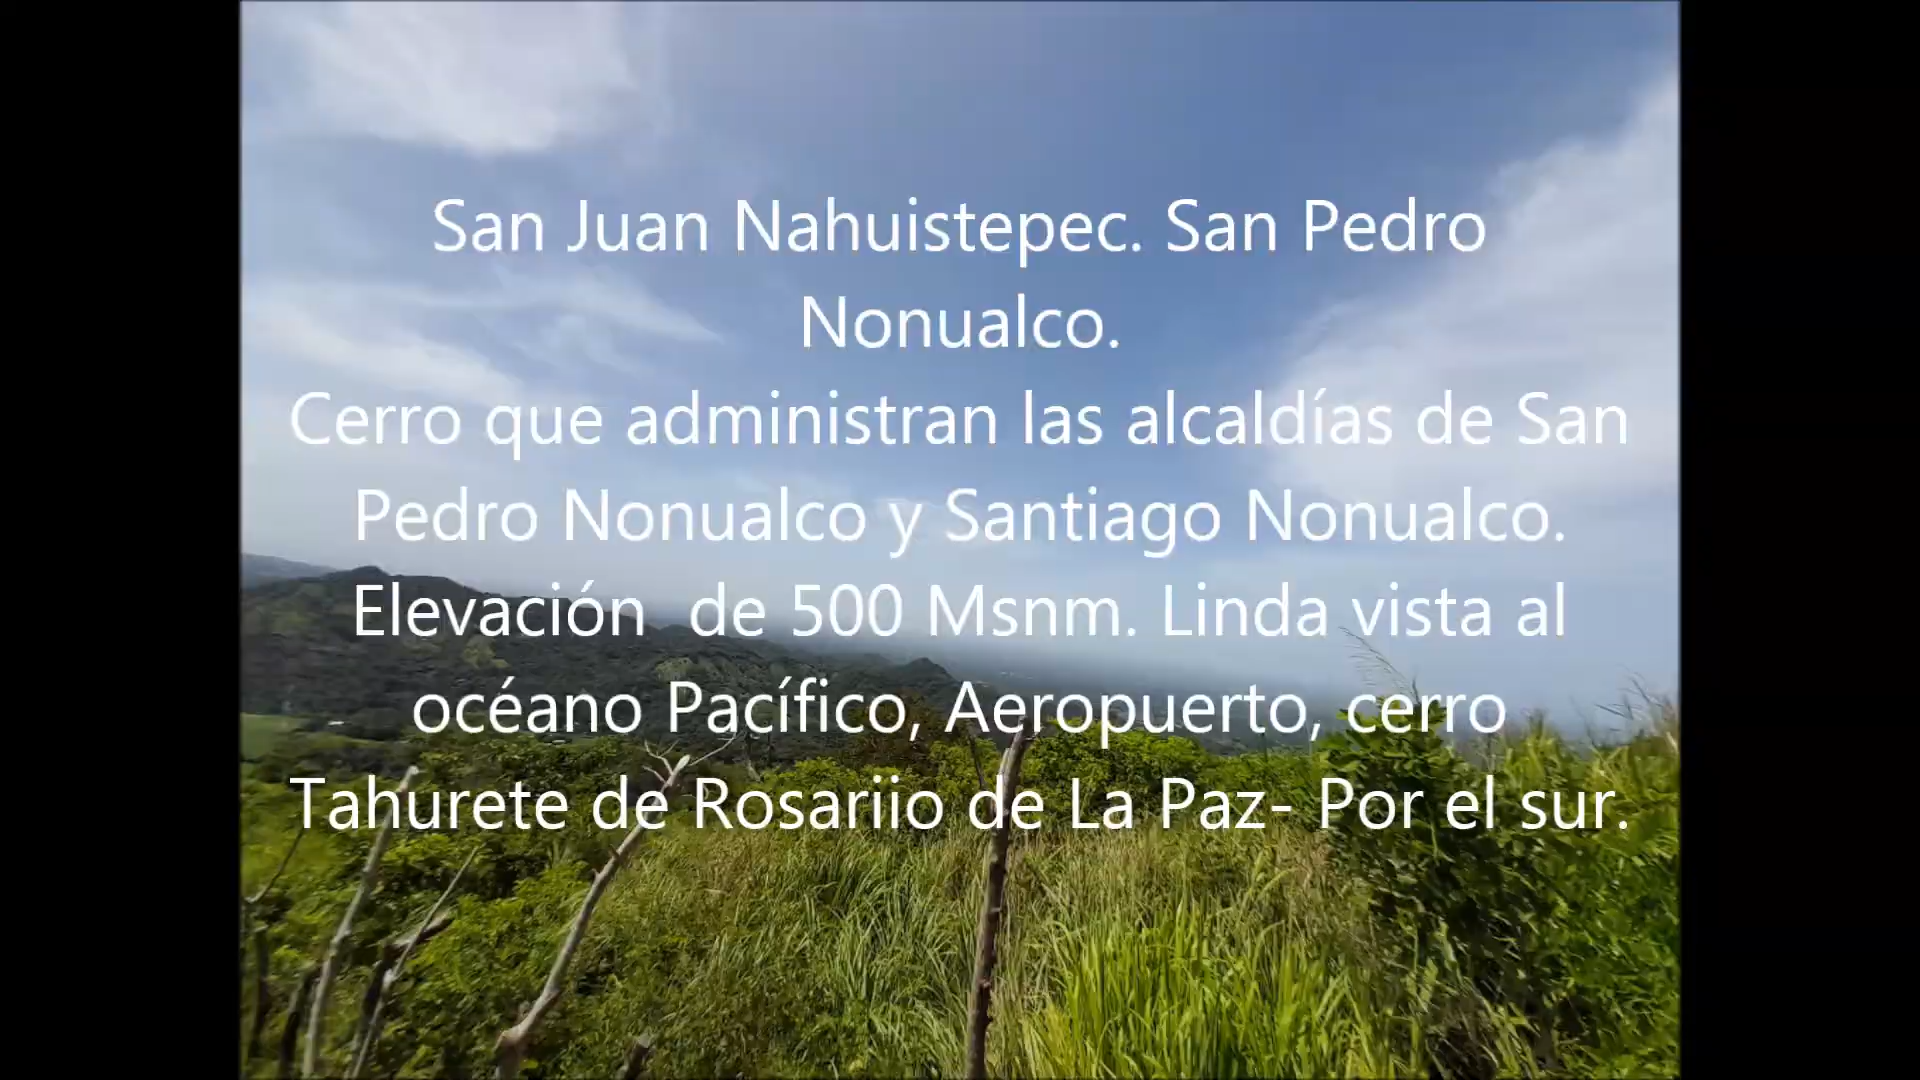 San Juan Nahuistepec. San Pedro
Nonualco.
Cerro que administran las alcaldías de San
Pedro Nonualco y Santiago Nonualco.
Elevación  de 500 Msnm. Linda vista al
océano Pacífico, Aeropuerto, cerro
Tahurete de Rosariio de La Paz- Por el sur.